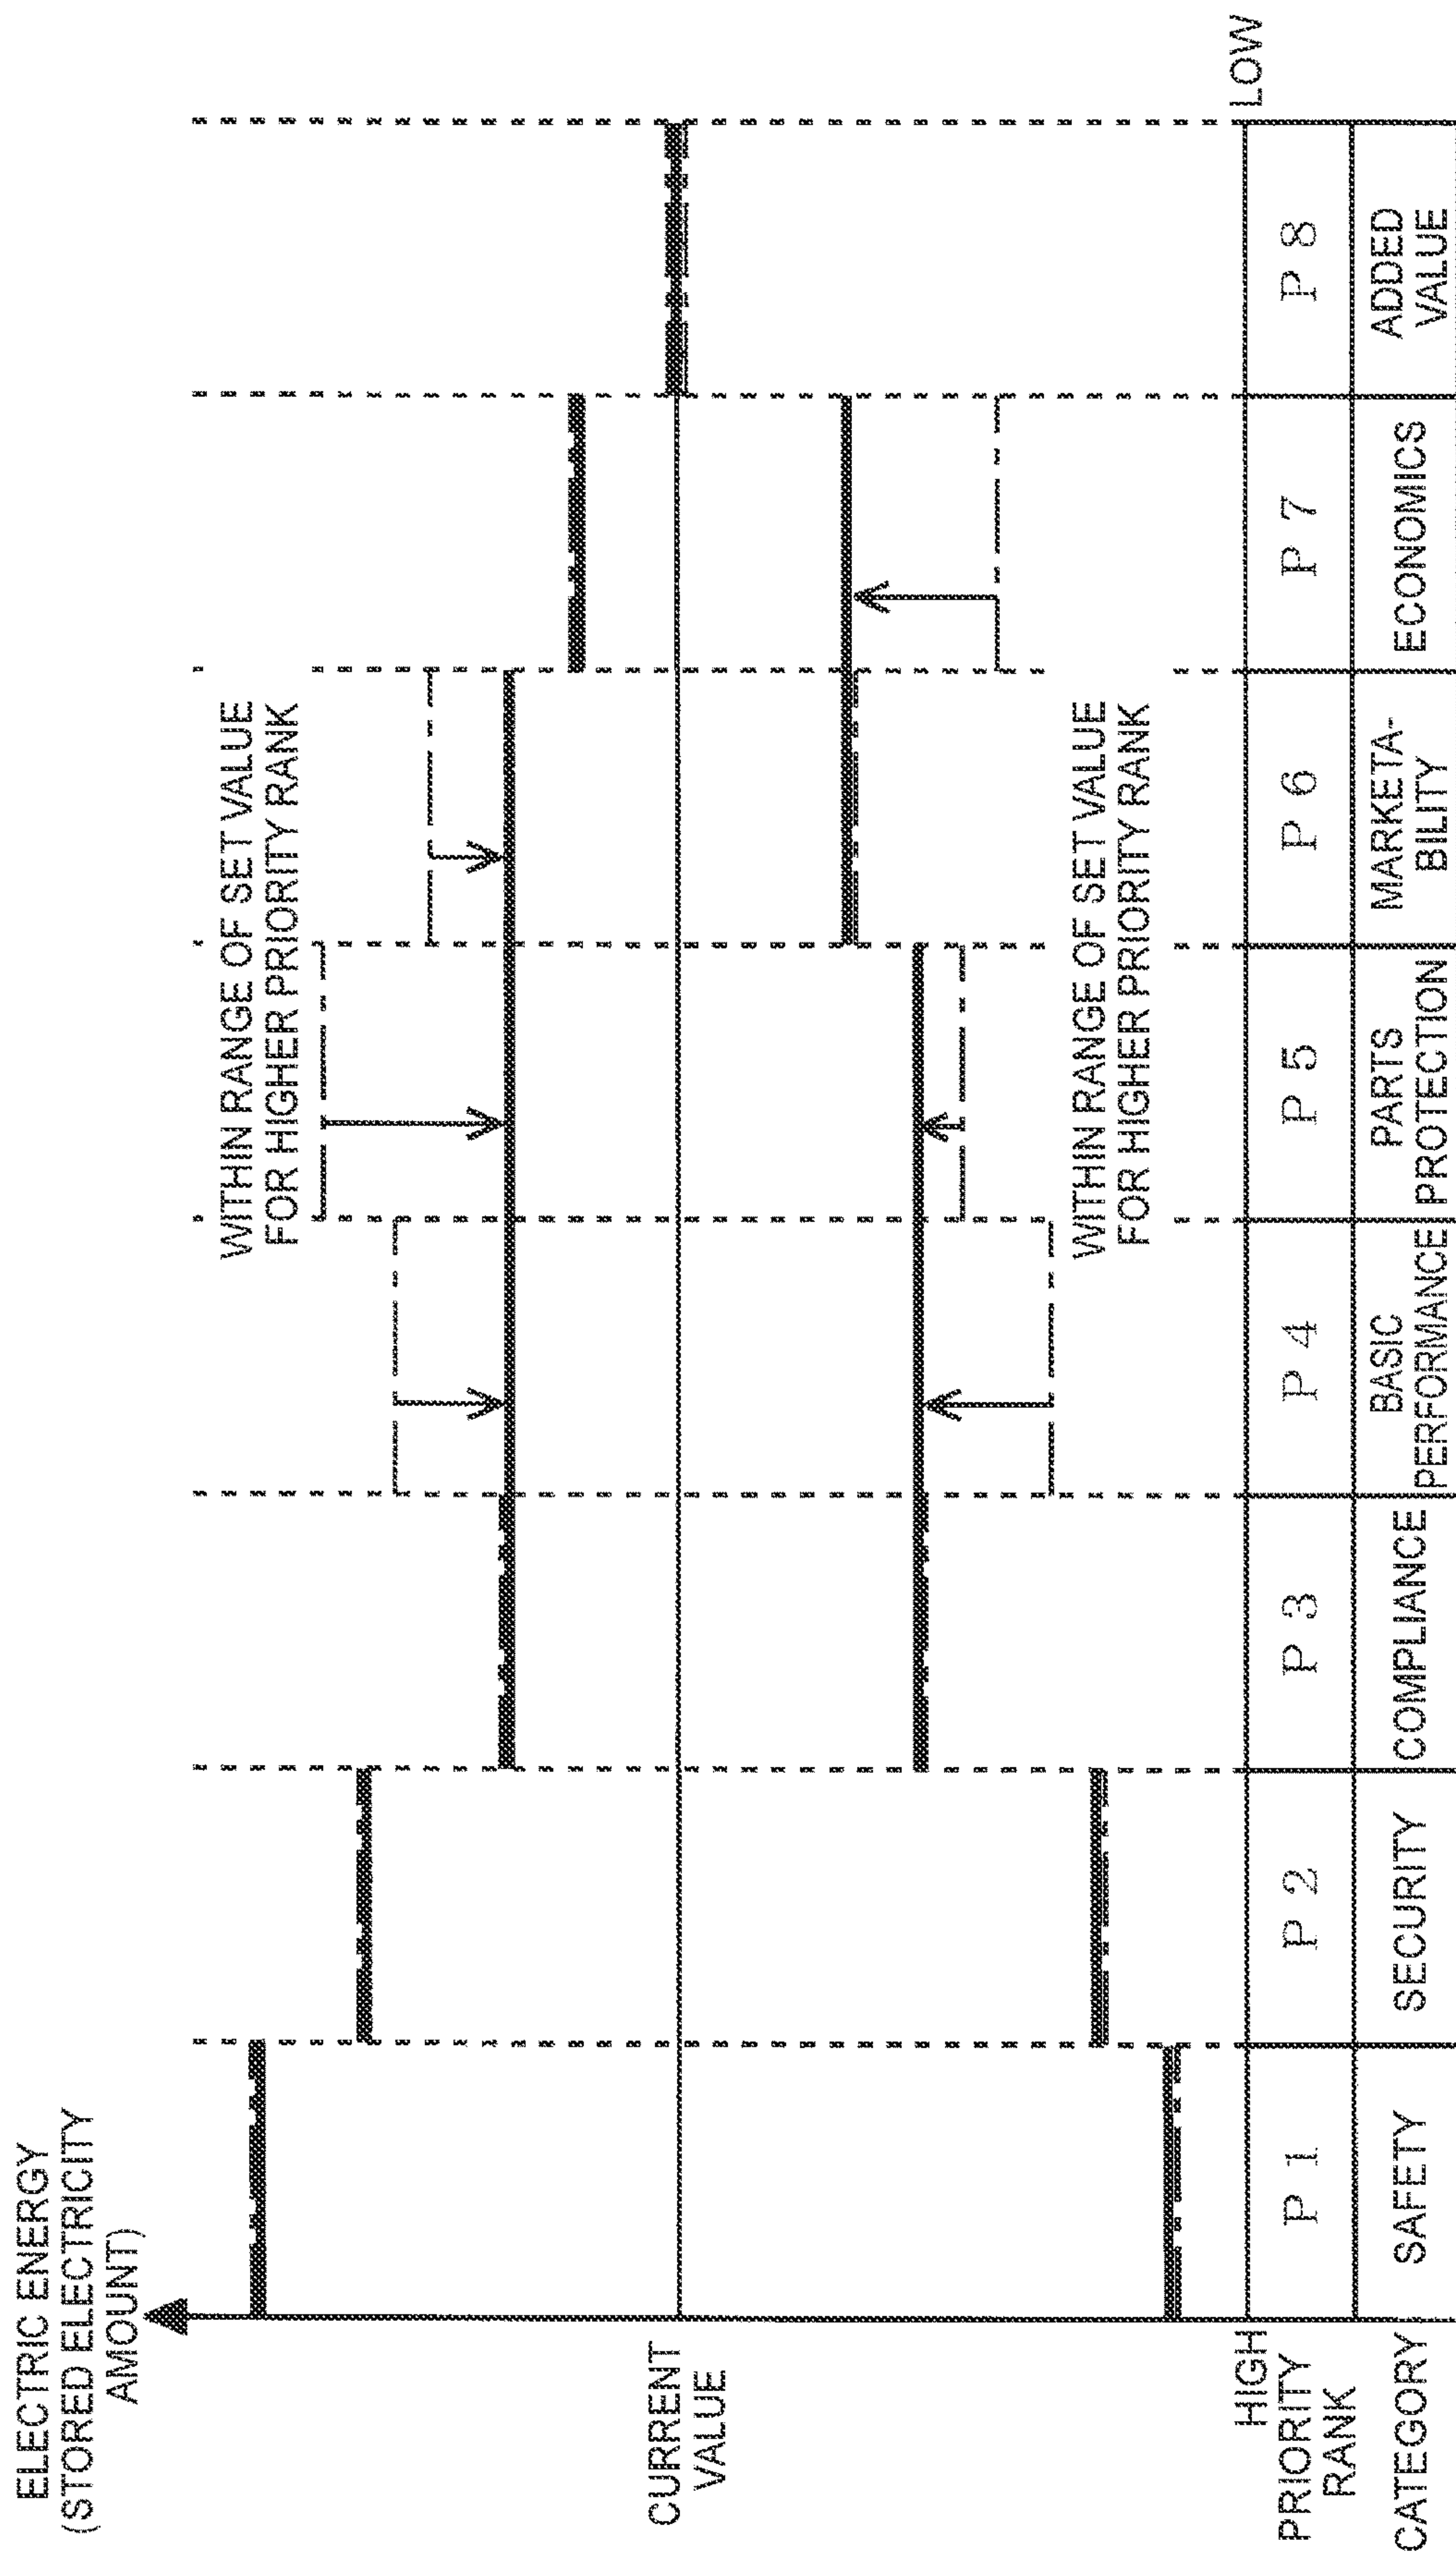 ELECTRIC ENERGY
(STORED ELECTRICITY
AMOUNT)
WITHIN RANGE OF SET VALUE
FOR HIGHER PRIORITY RANK
CURRENT
VALUE
WITHIN RANGE OF SET VALUE
FOR HIGHER PRIORITY RANK
HIGH
LOW
PRIORITY
RANK
P 1
P 2
P 3
P 4
P 5
P 6
P 7
P 8
CATEGORY
SAFETY
SECURITY
COMPLIANCE
BASIC
PERFORMANCE
PARTS
PROTECTION
MARKETA-
BILITY
ECONOMICS
ADDED
VALUE